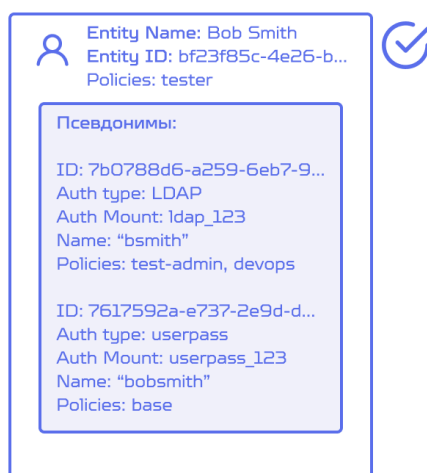 Entity Name: Bob Smith
Entity ID: bf23f85c-4e26-b...
Policies: tester
Псевдонимы:
ID: 7b0788d6-a259-6eb7-9...
Auth type: LDAP
Auth Mount: ldap_123
Name: “bsmith”
Policies: test-admin, devops
ID: 7617592a-e737-2e9d-d...
Auth type: userpass
Auth Mount: userpass_123
Name: “bobsmith”
Policies: base